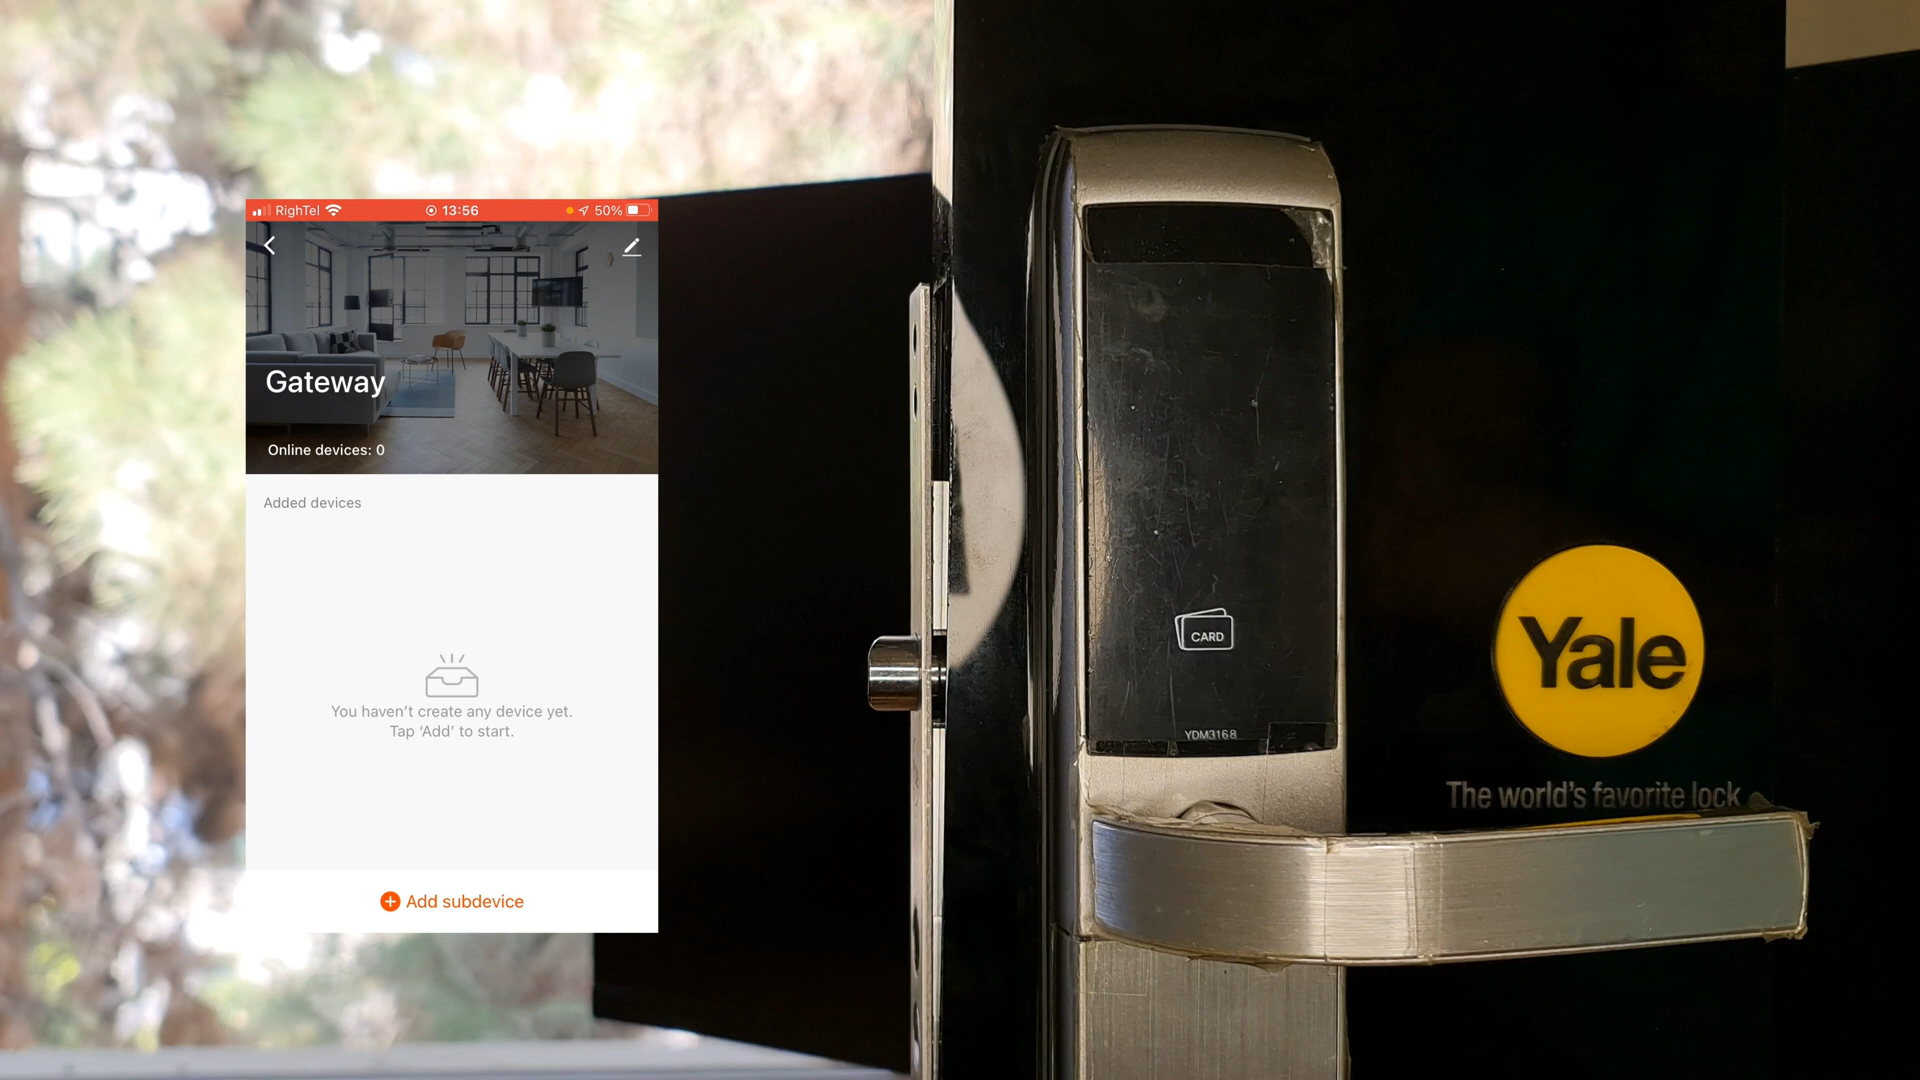 RighTel
13:56
50%
Gateway
Online devices: 0
Added devices
You haven't create any device yet.
Tap 'Add' to start.
Add subdevice
CARD
YDM3168
Yale
The world's favorite lock